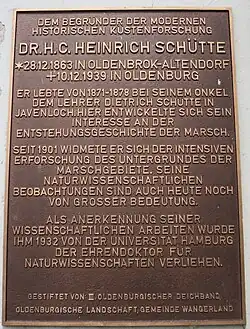 DEM BEGRÜNDER DER MODERNEN
HISTORISCHEN KÜSTENFORSCHUNG
DR.H.C. HEINRICH SCHÜTTE
*28.12.1863 IN OLDENBROK-ALTENDORF
+10.12.1939 IN OLDENBURG
ER LEBTE VON 1871-1878 BEI SEINEM ONKEL
DEM LEHRER DIETRICH SCHÜTTE IN
JAVENLOCH. HIER ENTWICKELTE SICH SEIN
INTERESSE AN DER
ENTSTEHUNGSGESCHICHTE DER MARSCH.
SEIT 1901 WIDMETE ER SICH DER INTENSIVEN
ERFORSCHUNG DES UNTERGRUNDES DER
MARSCHGEBIETE. SEINE
NATURWISSENSCHAFTLICHEN
BEOBACHTUNGEN SIND AUCH HEUTE NOCH
VON GROSSER BEDEUTUNG.
ALS ANERKENNUNG SEINER
WISSENSCHAFTLICHEN ARBEITEN WURDE
IHM 1932 VON DER UNIVERSITÄT HAMBURG
DER EHRENDOKTOR FÜR
NATURWISSENSCHAFTEN VERLIEHEN.
GESTIFTET VON: III. OLDENBURGISCHER DEICHBAND,
OLDENBURGISCHE LANDSCHAFT, GEMEINDE WANGERLAND